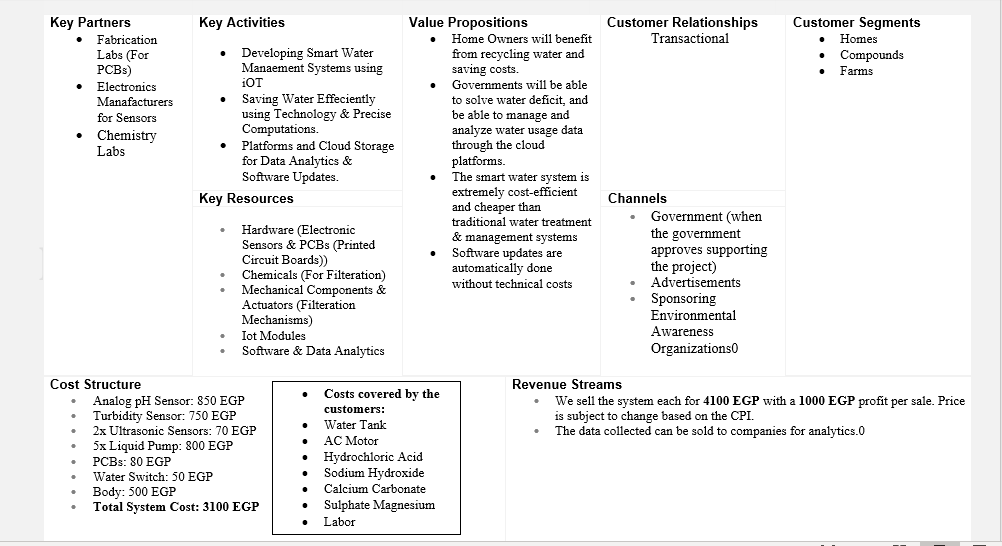 Key Partners
Fabrication
Labs (For
PCBs)
Electronics
Manafacturers
for Sensors
Chemistry
Labs
Key Activities
Developing Smart Water
Manaement Systems using
iOT
Saving Water Effeciently
using Technology & Precise
Computations.
Platforms and Cloud Storage
for Data Analytics &
Software Updates.
Key Resources
Hardware (Electronic
Sensors & PCBs (Printed
Circuit Boards))
Chemicals (For Filteration)
Mechanical Components &
Actuators (Filteration
Mechanisms)
Iot Modules
Software & Data Analytics
Value Propositions
Home Owners will benefit
from recycling water and
saving costs.
Governments will be able
to solve water deficit, and
be able to manage and
analyze water usage data
through the cloud
platforms.
The smart water system is
extremely cost-efficient
and cheaper than
traditional water treatment
& management systems
Software updates are
automatically done
without technical costs
Customer Relationships
Transactional
Channels
Government (when
the government
approves supporting
the project)
Advertisements
Sponsoring
Environmental
Awareness
Organizations0
Customer Segments
Homes
Compounds
Farms
Cost Structure
Analog pH Sensor: 850 EGP
Turbidity Sensor: 750 EGP
2x Ultrasonic Sensors: 70 EGP
5x Liquid Pump: 800 EGP
PCBs: 80 EGP
Water Switch: 50 EGP
Body: 500 EGP
Total System Cost: 3100 EGP
Costs covered by the
customers:
Water Tank
AC Motor
Hydrochloric Acid
Sodium Hydroxide
Calcium Carbonate
Sulphate Magnesium
Labor
Revenue Streams
We sell the system each for 4100 EGP with a 1000 EGP profit per sale. Price
is subject to change based on the CPI.
The data collected can be sold to companies for analytics.0